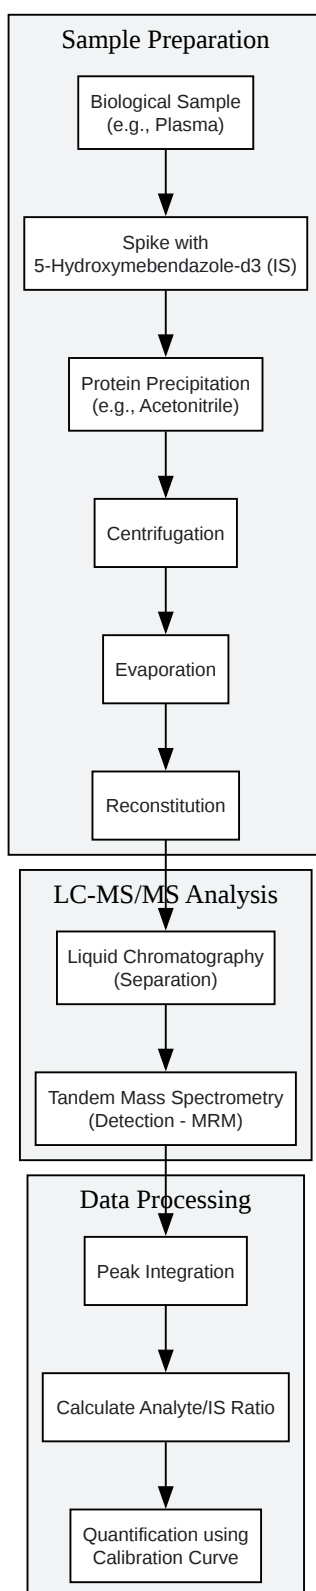 Sample Preparation
Biological Sample
(e.g., Plasma)
Spike with
5-Hydroxymebendazole-d3 (IS)
Protein Precipitation
(e.g., Acetonitrile)
Centrifugation
Evaporation
Reconstitution
LC-MS/MS Analysis
Liquid Chromatography
(Separation)
Tandem Mass Spectrometry
(Detection - MRM)
Data Processing
Peak Integration
Calculate Analyte/IS Ratio
Quantification using
Calibration Curve